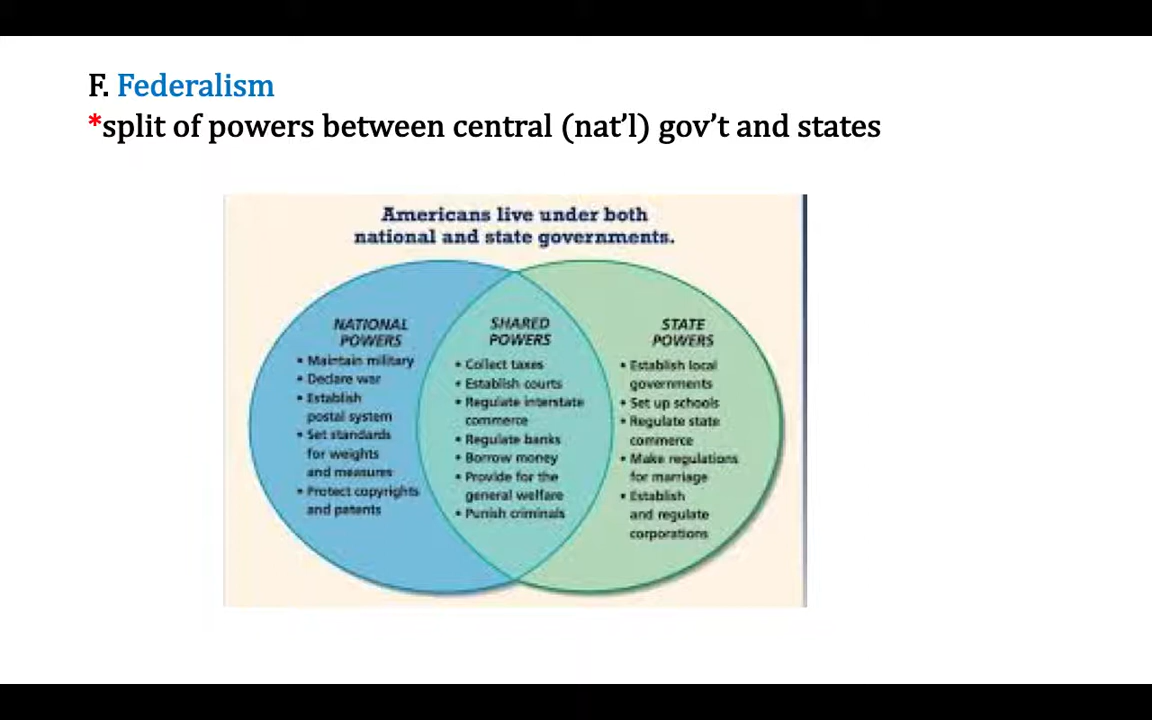 F. Federalism
*split of powers between central (nat’l) gov’t and states
Americans live under both
national and state governments.
NATIONAL
POWERS
• Maintain military
• Declare war
• Establish
postal system
• Set standards
for weights
and measures
• Protect copyrights
and patents
SHARED
POWERS
• Collect taxes
• Establish courts
• Regulate interstate
commerce
• Regulate banks
• Borrow money
• Provide for the
general welfare
• Punish criminals
STATE
POWERS
• Establish local
governments
• Set up schools
• Regulate state
commerce
• Make regulations
for marriage
• Establish
and regulate
corporations